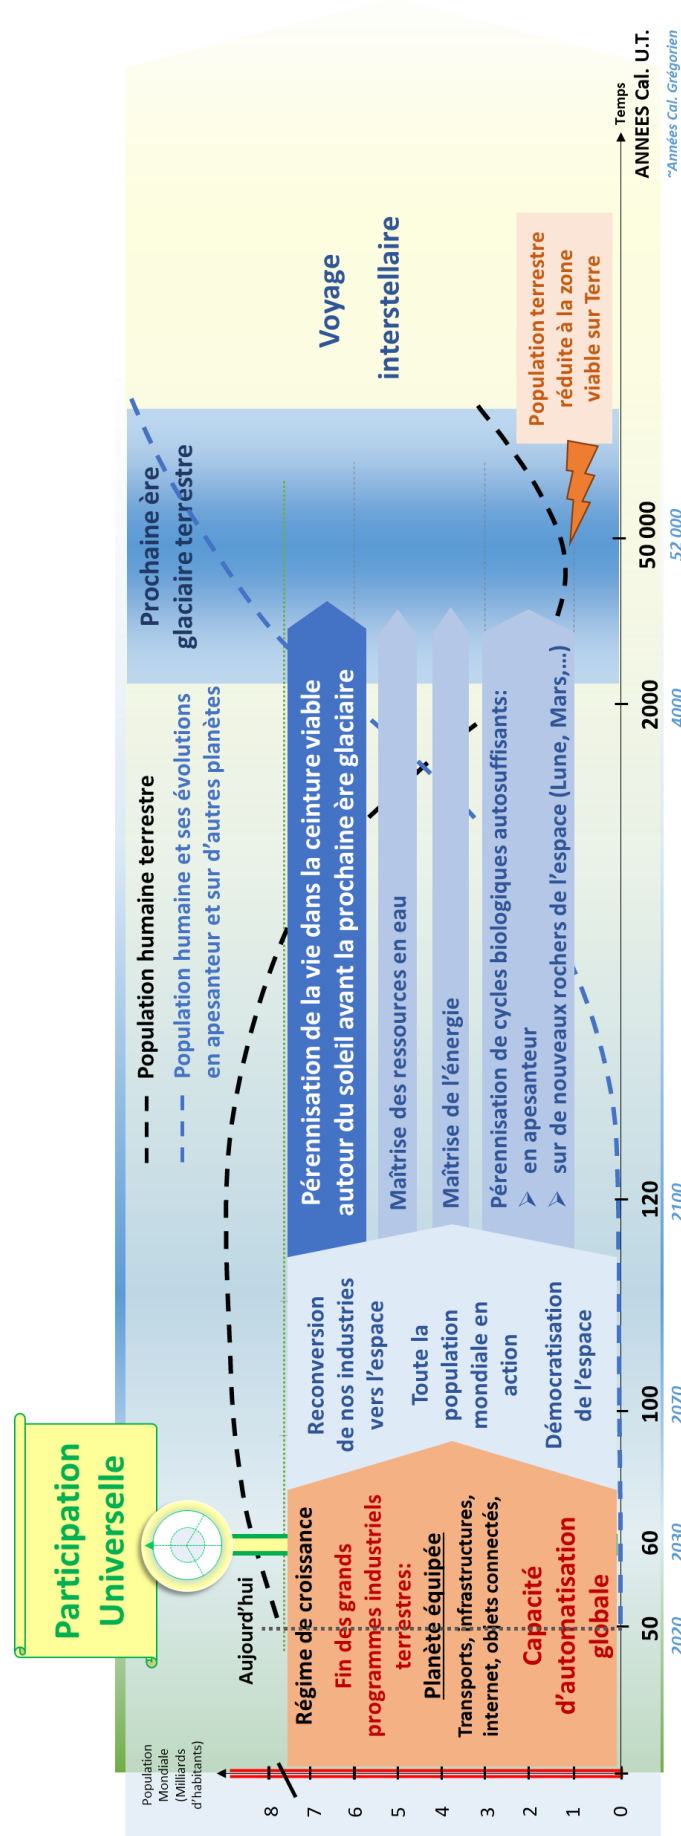 Participation
Universelle
Population
Mondiale
(Milliards
d'habitants)
8
7
6
5
4
3
2
1
0
Aujourd'hui
Régime de croissance
Fin des grands
programmes industriels
terrestres:
Planète équipée
Transports, infrastructures,
internet, objets connectés,
Capacité
d'automatisation
globale
Reconversion
de nos industries
vers l'espace
Toute la
population
mondiale en
action
Démocratisation
de l'espace
Population humaine terrestre
Population humaine et ses évolutions
en apesanteur et sur d'autres planètes
Pérennisation de la vie dans la ceinture viable
autour du soleil avant la prochaine ère glaciaire
Maîtrise des ressources en eau
Maîtrise de l'énergie
Pérennisation de cycles biologiques autosuffisants:
➢ en apesanteur
➢ sur de nouveaux rochers de l'espace (Lune, Mars,...)
Prochaine ère
glaciaire terrestre
Voyage
interstellaire
Population terrestre
réduite à la zone
viable sur Terre
Temps
50 60 100 120 2000 50 000 ANNEES Cal. U.T.
2020 2030 2070 2100 4000 52 000 ~Années Cal. Grégorien